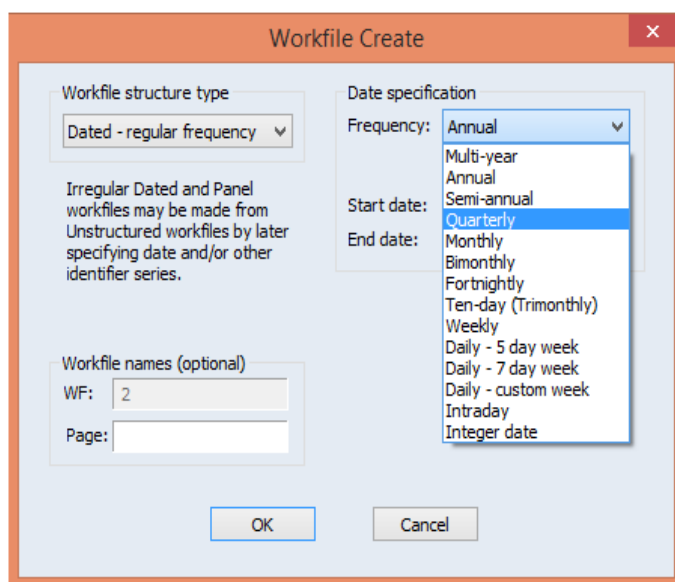 Workfile Create
x
Workfile structure type
Dated - regular frequency
Irregular Dated and Panel
workfiles may be made from
Unstructured workfiles by later
specifying date and/or other
identifier series.
Date specification
Frequency: Annual
Multi-year
Annual
Semi-annual
Quarterly
Monthly
Bimonthly
Fortnightly
Ten-day (Trimonthly)
Weekly
Daily - 5 day week
Daily - 7 day week
Daily - custom week
Intraday
Integer date
Start date:
End date:
Workfile names (optional)
WF: 2
Page:
OK
Cancel